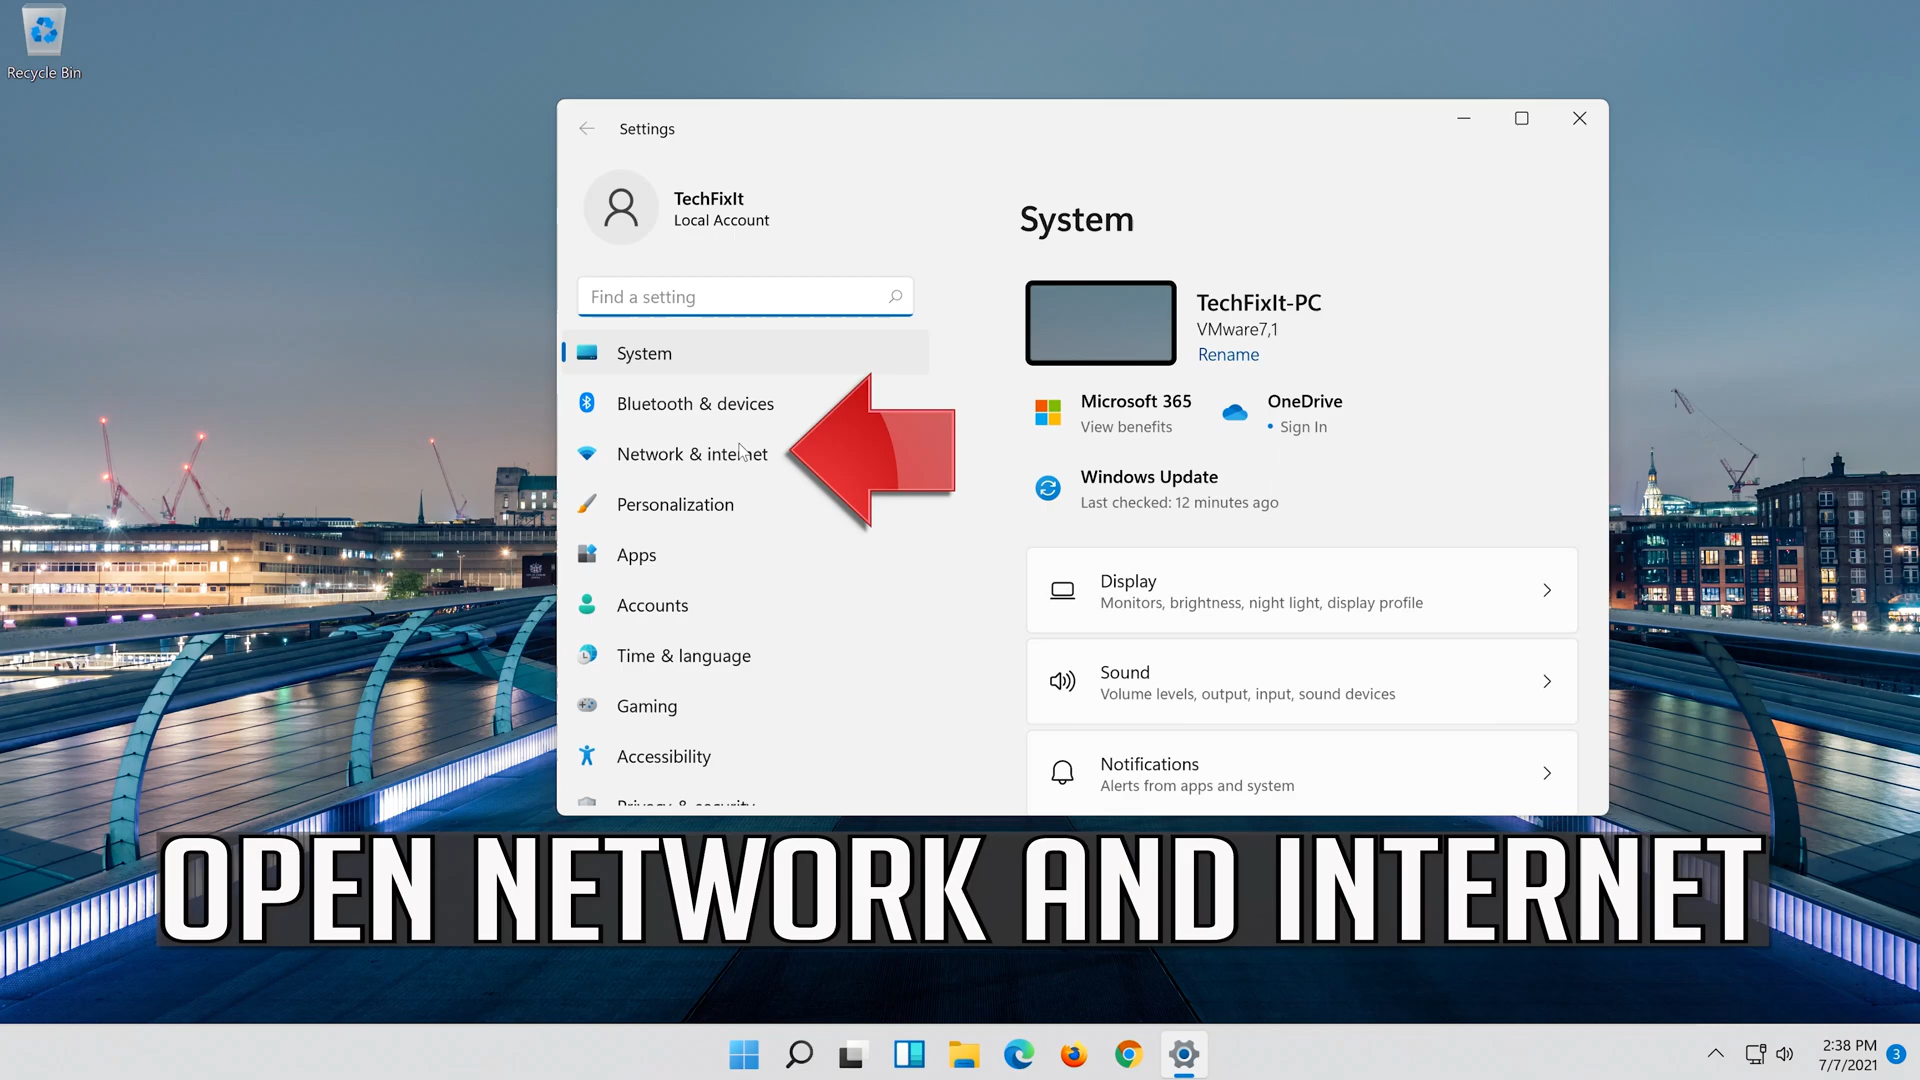 Recycle Bin
Settings
TechFixIt
Local Account
Find a setting
System
Bluetooth & devices
Network & internet
Personalization
Apps
Accounts
Time & language
Gaming
Accessibility
Privacy & security
System
TechFixIt-PC
VMware7,1
Rename
Microsoft 365
View benefits
OneDrive
• Sign In
Windows Update
Last checked: 12 minutes ago
Display
Monitors, brightness, night light, display profile
Sound
Volume levels, output, input, sound devices
Notifications
Alerts from apps and system
OPEN NETWORK AND INTERNET
2:38 PM
7/7/2021
3